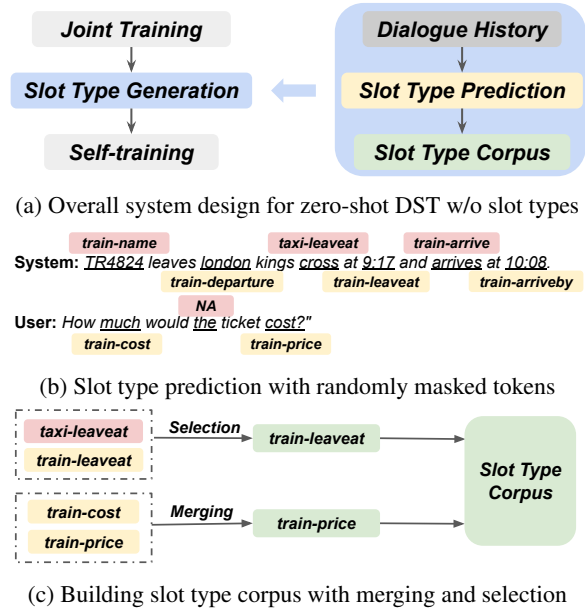 Joint Training
Dialogue History
Slot Type Generation
Slot Type Prediction
Self-training
Slot Type Corpus
(a) Overall system design for zero-shot DST w/o slot types
train-name taxi-leaveat train-arrive
System: TR4824 leaves london kings cross at 9:17 and arrives at 10:08.
train-departure train-leaveat train-arriveby
NA
User: How much would the ticket cost?"
train-cost train-price
(b) Slot type prediction with randomly masked tokens
taxi-leaveat
Selection
train-leaveat
train-leaveat
Slot Type
Corpus
train-cost
Merging
train-price
train-price
(c) Building slot type corpus with merging and selection